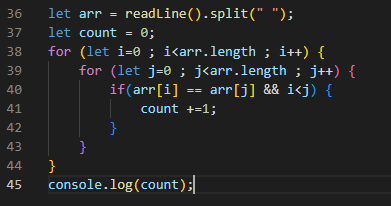 36 let arr = readLine().split(" ");
37 let count = 0;
38 for (let i=0 ; i<arr.length ; i++) {
39     for (let j=0 ; j<arr.length ; j++) {
40         if(arr[i] == arr[j] && i<j) {
41             count +=1;
42         }
43     }
44 }
45 console.log(count);